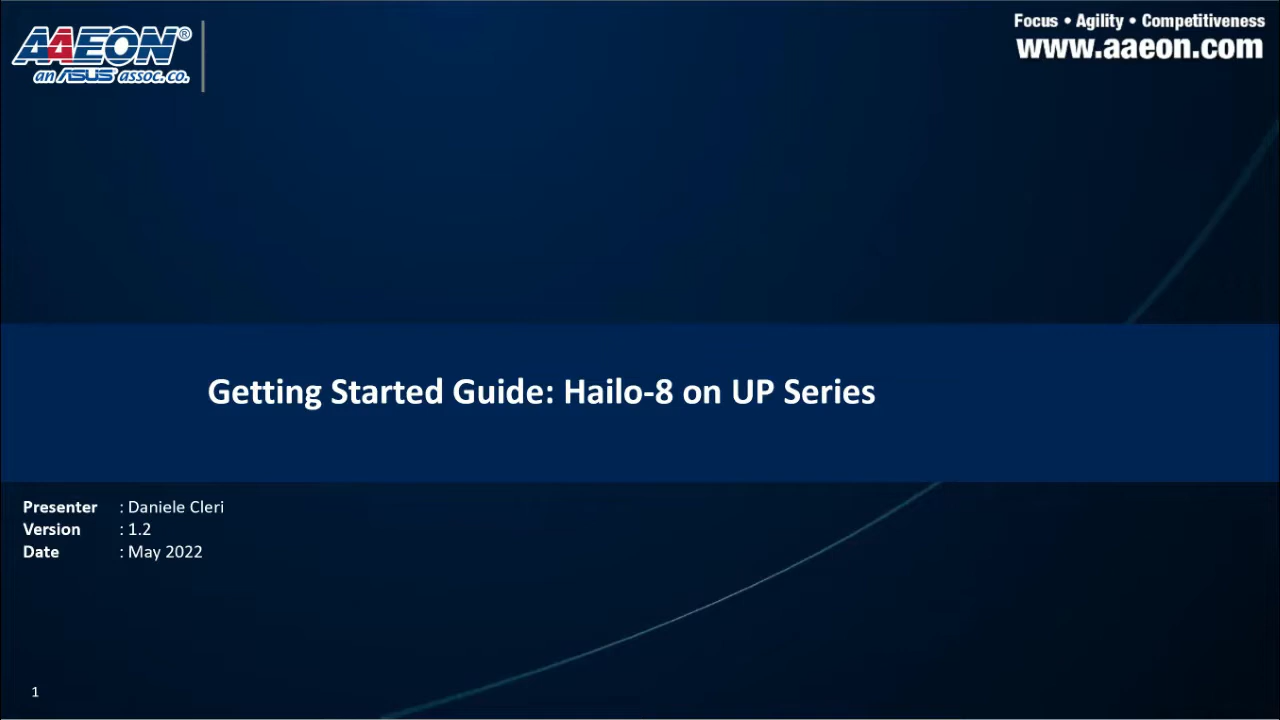 AAEON®
an ASUS assoc. co.
Focus • Agility • Competitiveness
www.aaeon.com
Getting Started Guide: Hailo-8 on UP Series
Presenter : Daniele Cleri
Version : 1.2
Date : May 2022
1